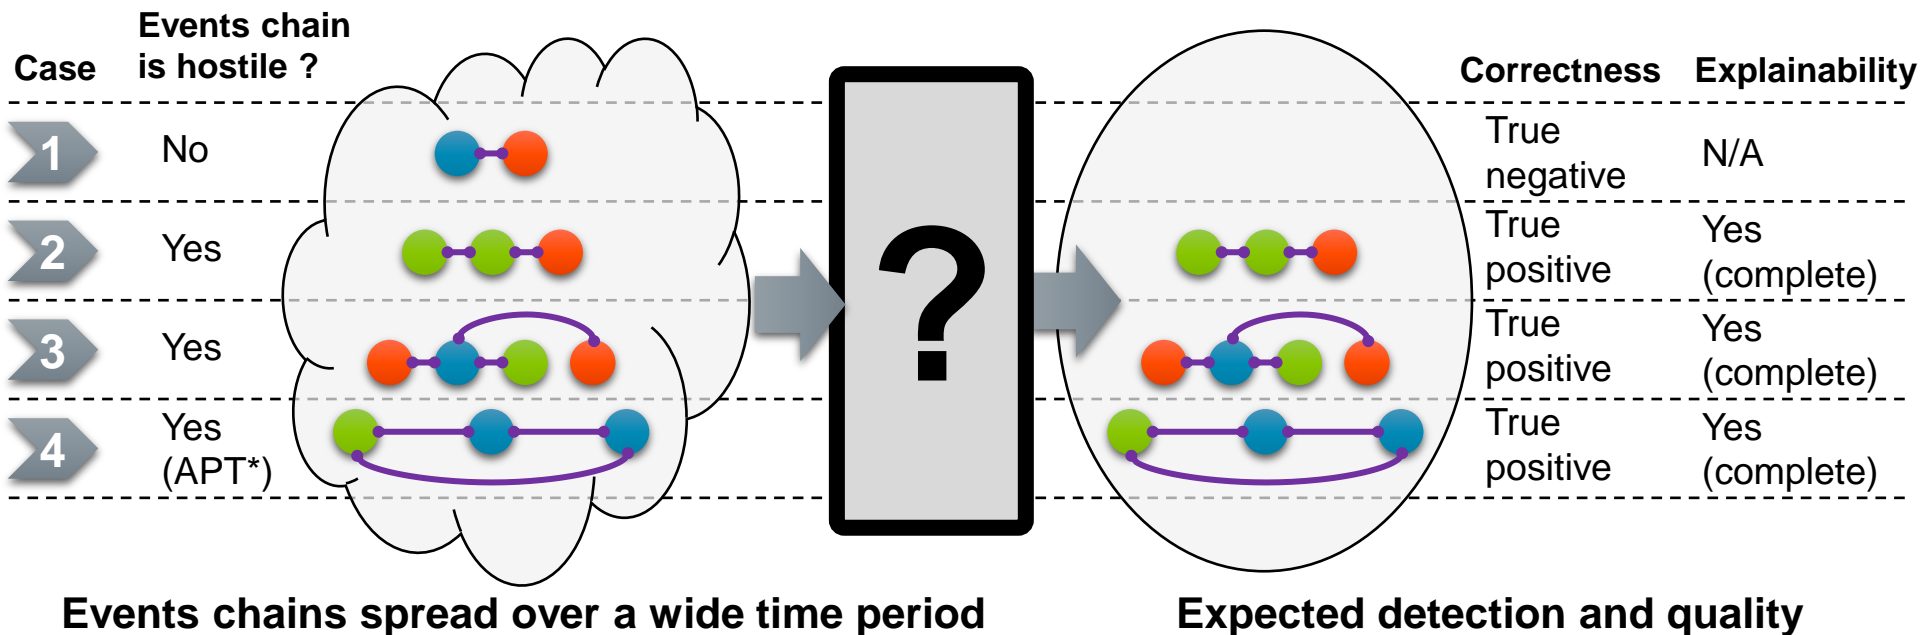 Events chain
is hostile ?
Case
Correctness
Explainability
1
No
True
negative
N/A
2
Yes
True
positive
Yes
(complete)
3
Yes
True
positive
Yes
(complete)
4
Yes
(APT*)
True
positive
Yes
(complete)
?
Events chains spread over a wide time period
Expected detection and quality